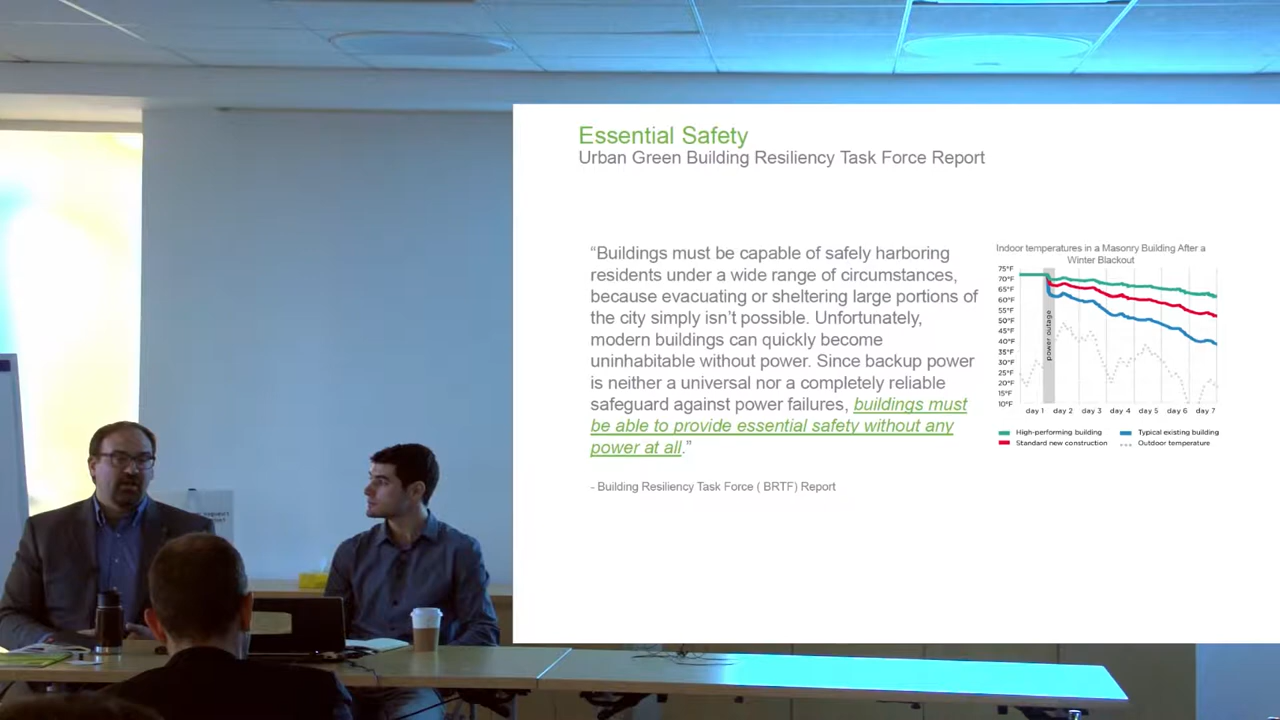 Essential Safety
Urban Green Building Resiliency Task Force Report
“Buildings must be capable of safely harboring
residents under a wide range of circumstances,
because evacuating or sheltering large portions of
the city simply isn’t possible. Unfortunately,
modern buildings can quickly become
uninhabitable without power. Since backup power
is neither a universal nor a completely reliable
safeguard against power failures, buildings must
be able to provide essential safety without any
power at all.”
- Building Resiliency Task Force ( BRTF) Report
Indoor temperatures in a Masonry Building After a
Winter Blackout
75°F
70°F
65°F
60°F
55°F
50°F
45°F
40°F
35°F
30°F
25°F
20°F
15°F
10°F
power outage
day 1 day 2 day 3 day 4 day 5 day 6 day 7
High-performing building
Typical existing building
Standard new construction
Outdoor temperature